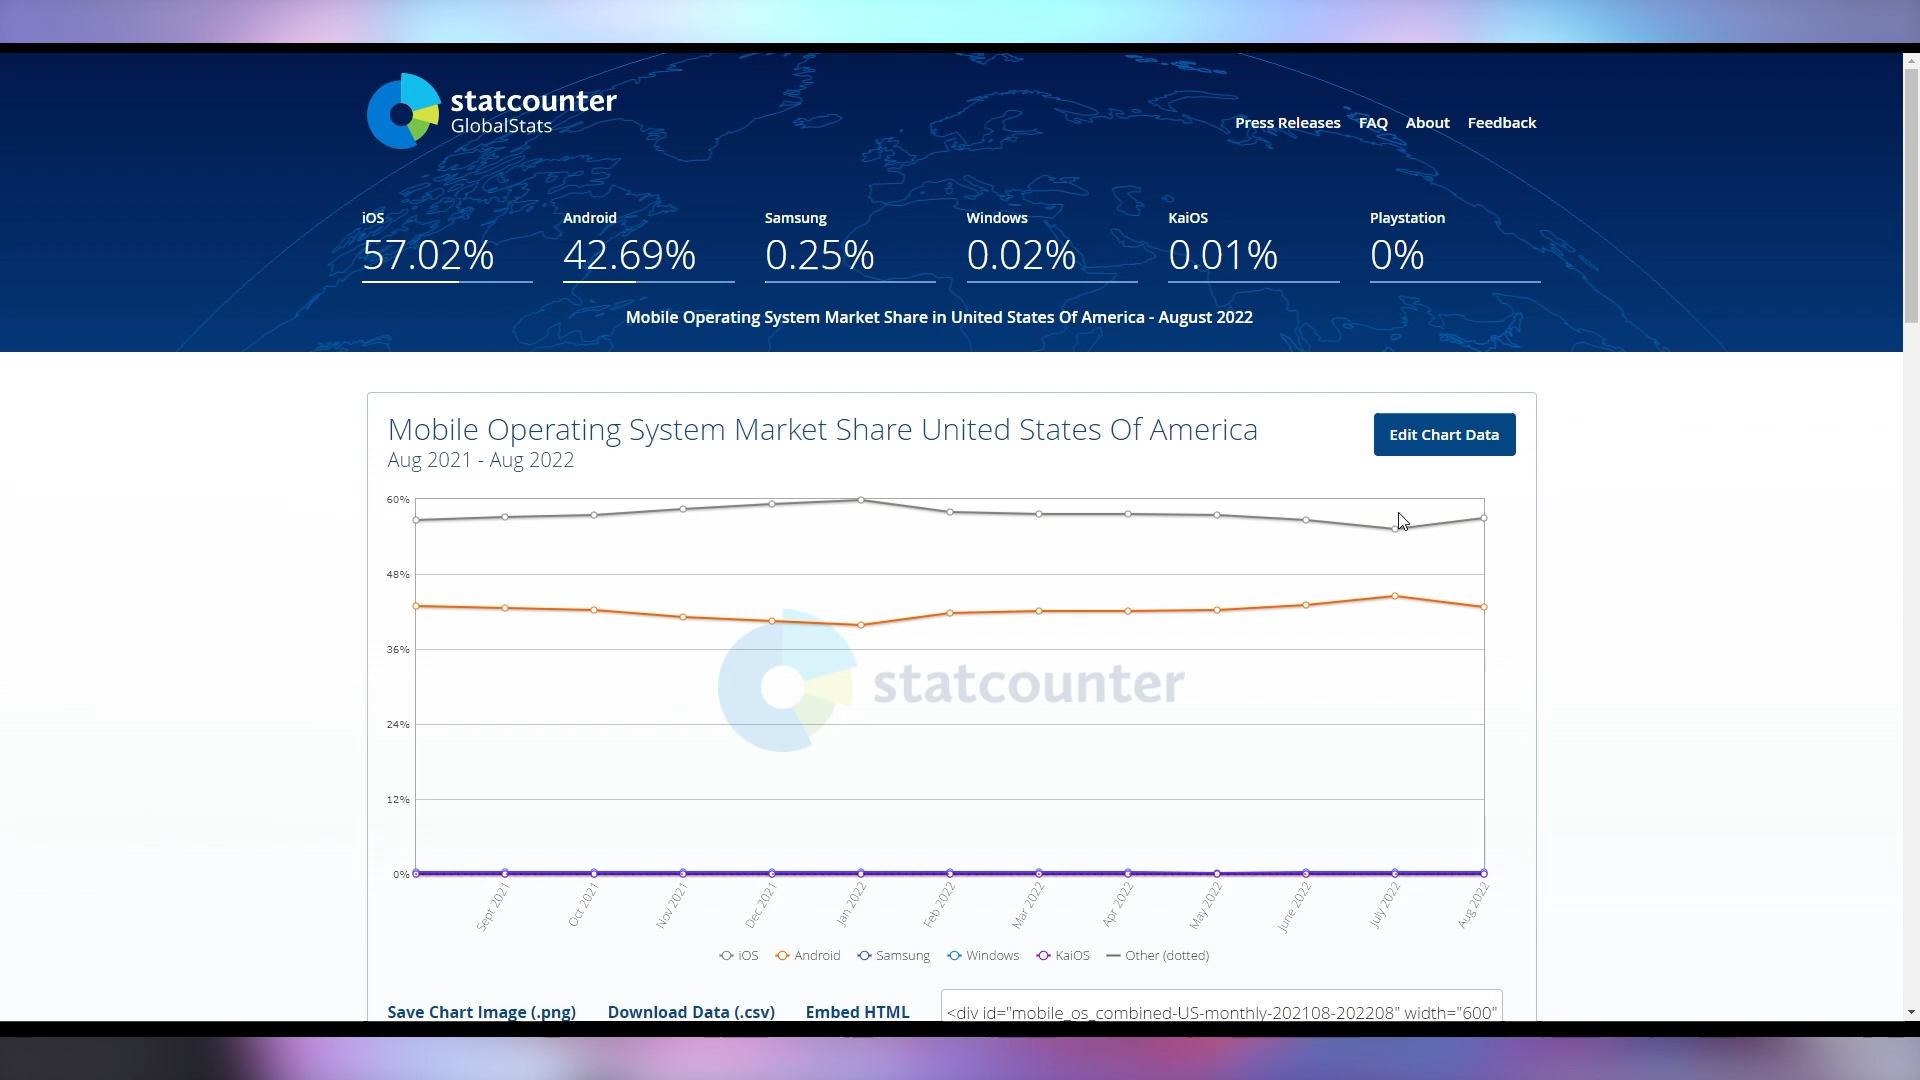 statcounter
GlobalStats
Press Releases FAQ About Feedback
iOS Android Samsung Windows KaiOS Playstation
57.02% 42.69% 0.25% 0.02% 0.01% 0%
Mobile Operating System Market Share in United States Of America - August 2022
Mobile Operating System Market Share United States Of America
Edit Chart Data
Aug 2021 - Aug 2022
60%
48%
36%
statcounter
24%
12%
0%
Sept 2021 Oct 2021 Nov 2021 Dec 2021 Jan 2022 Feb 2022 Mar 2022 Apr 2022 May 2022 June 2022 July 2022 Aug 2022
iOS Android Samsung Windows KaiOS Other (dotted)
Save Chart Image (.png) Download Data (.csv) Embed HTML <div id="mobile_os_combined-US-monthly-202108-202208" width="600"